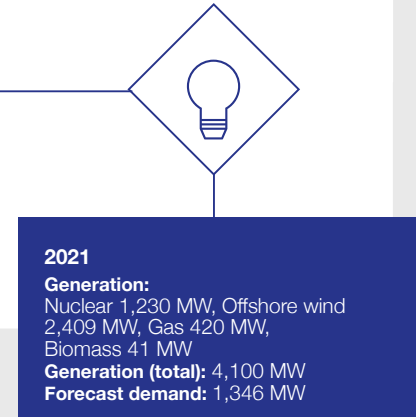 2021
Generation:
Nuclear 1,230 MW, Offshore wind
2,409 MW, Gas 420 MW,
Biomass 41 MW
Generation (total): 4,100 MW
Forecast demand: 1,346 MW